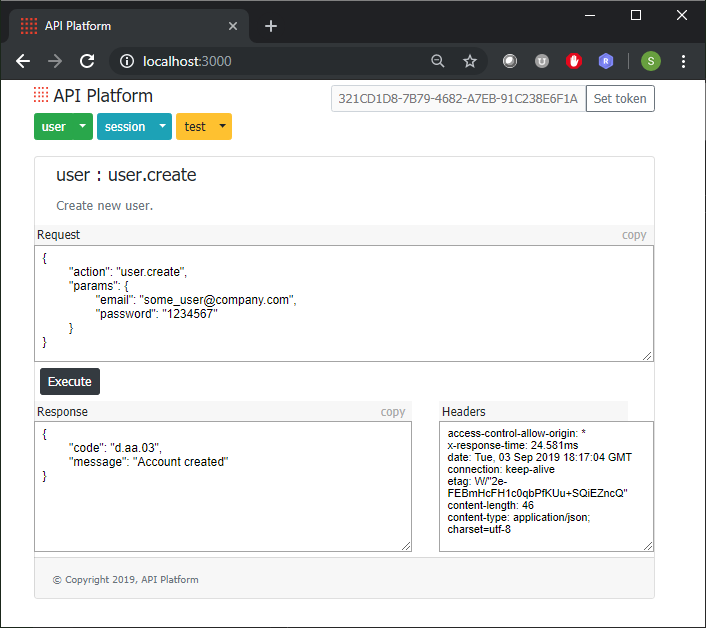 API Platform
localhost:3000
U
R
S
API Platform
321CD1D8-7B79-4682-A7EB-91C238E6F1A
Set token
user
session
test
user : user.create
Create new user.
Request
copy
{
"action": "user.create",
"params": {
"email": "some_user@company.com",
"password": "1234567"
}
}
Execute
Response
copy
{
"code": "d.aa.03",
"message": "Account created"
}
Headers
access-control-allow-origin: *
x-response-time: 24.581ms
date: Tue, 03 Sep 2019 18:17:04 GMT
connection: keep-alive
etag: W/"2e-
FEBmHcFH1c0qbPfKUu+SQiEZncQ"
content-length: 46
content-type: application/json;
charset=utf-8
© Copyright 2019, API Platform